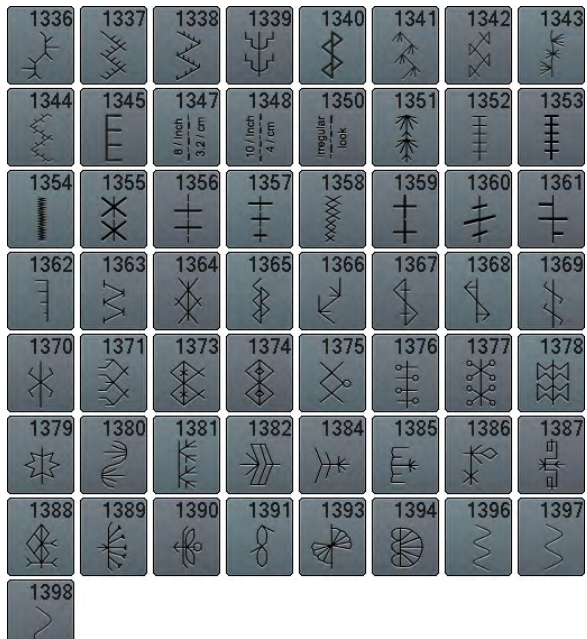 1336 1337 1338 1339 1340 1341 1342 1343
1344 1345 1347 1348 1350 1351 1352 1353
8 / Inch
3.2 / cm
10 / Inch
4 / cm
Irregular
look
1354 1355 1356 1357 1358 1359 1360 1361
1362 1363 1364 1365 1366 1367 1368 1369
1370 1371 1373 1374 1375 1376 1377 1378
1379 1380 1381 1382 1384 1385 1386 1387
1388 1389 1390 1391 1393 1394 1396 1397
1398